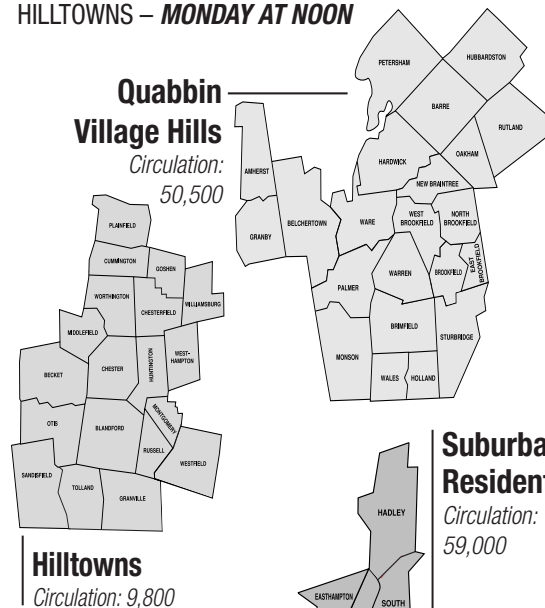 HILLTOWNS – MONDAY AT NOON
Quabbin
Village Hills
Circulation:
50,500
PETERSHAM
HUBBARDSTON
BARRE
RUTLAND
HARDWICK
OAKHAM
NEW BRAINTREE
AMHERST
BELCHERTOWN
GRANBY
WARE
WEST
BROOKFIELD
NORTH
BROOKFIELD
PALMER
WARREN
BROOKFIELD
EAST
BROOKFIELD
BRIMFIELD
STURBRIDGE
MONSON
WALES
HOLLAND
PLAINFIELD
CUMMINGTON
GOSHEN
WORTHINGTON
CHESTERFIELD
WILLIAMSBURG
MIDDLEFIELD
BECKET
CHESTER
HUNTINGTON
WEST-
HAMPTON
OTIS
BLANDFORD
MONTGOMERY
RUSSELL
WESTFIELD
SANDISFIELD
TOLLAND
GRANVILLE
Hilltowns
Circulation: 9,800
Suburba
Residen
Circulation:
59,000
HADLEY
EASTHAMPTON
SOUTH